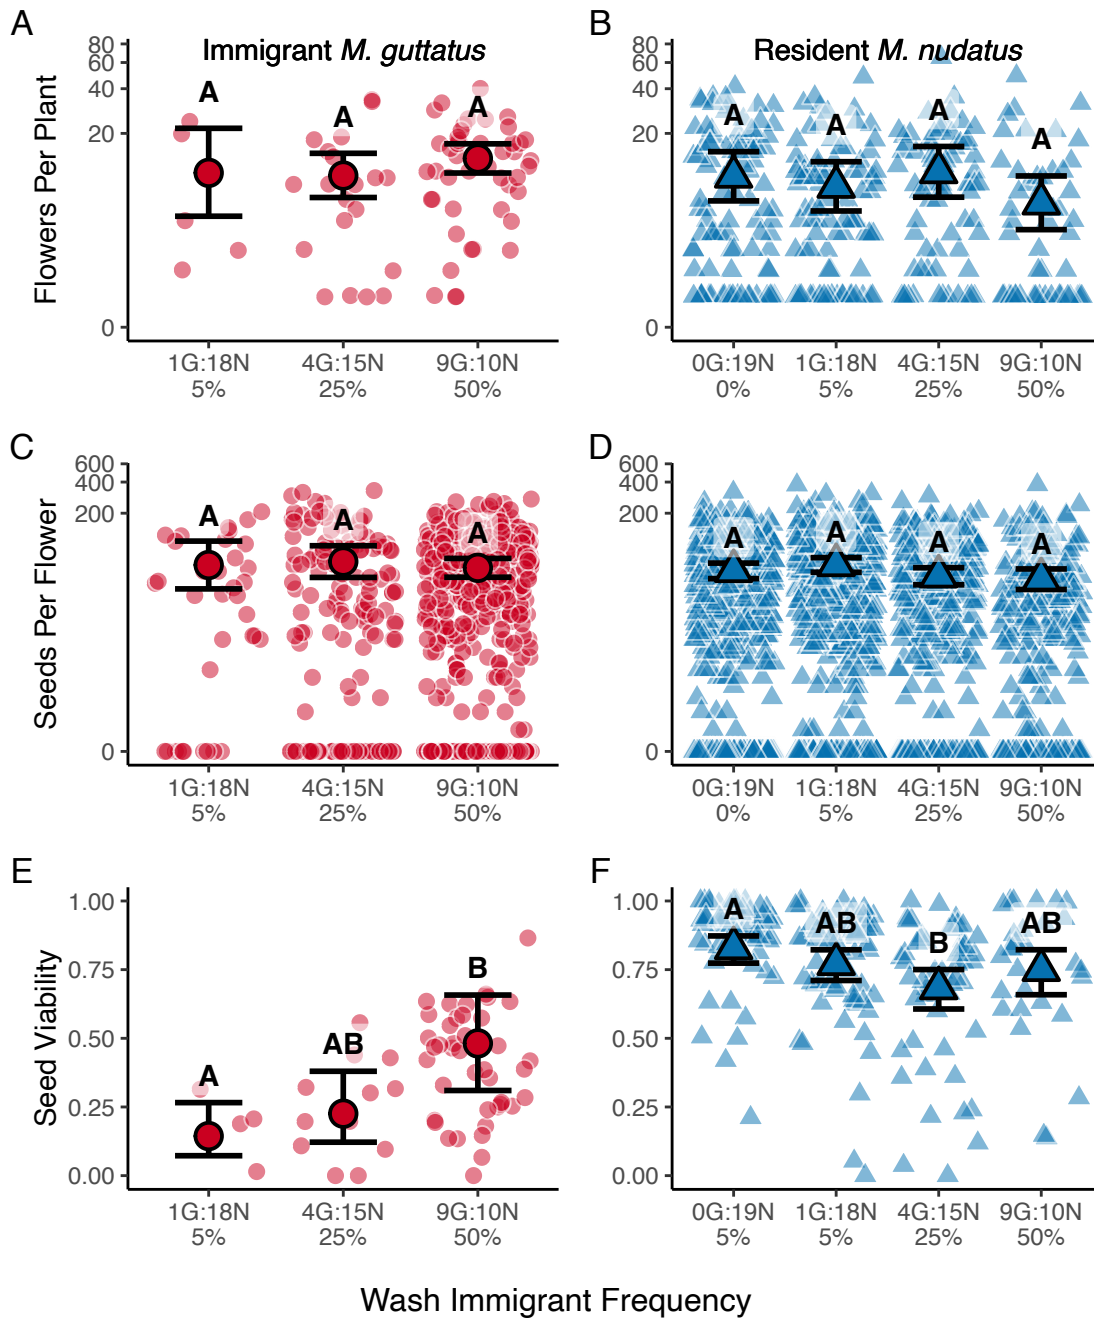 A
Immigrant M. guttatus
Flowers Per Plant
80
60
40
20
0
A
A
A
1G:18N
5%
4G:15N
25%
9G:10N
50%
B
Resident M. nudatus
80
60
40
20
0
A
A
A
A
0G:19N
0%
1G:18N
5%
4G:15N
25%
9G:10N
50%
C
Seeds Per Flower
600
400
200
0
A
A
A
1G:18N
5%
4G:15N
25%
9G:10N
50%
D
600
400
200
0
A
A
A
A
0G:19N
0%
1G:18N
5%
4G:15N
25%
9G:10N
50%
E
Seed Viability
1.00
0.75
0.50
0.25
0.00
A
AB
B
1G:18N
5%
4G:15N
25%
9G:10N
50%
F
1.00
0.75
0.50
0.25
0.00
A
AB
B
AB
0G:19N
5%
1G:18N
5%
4G:15N
25%
9G:10N
50%
Wash Immigrant Frequency